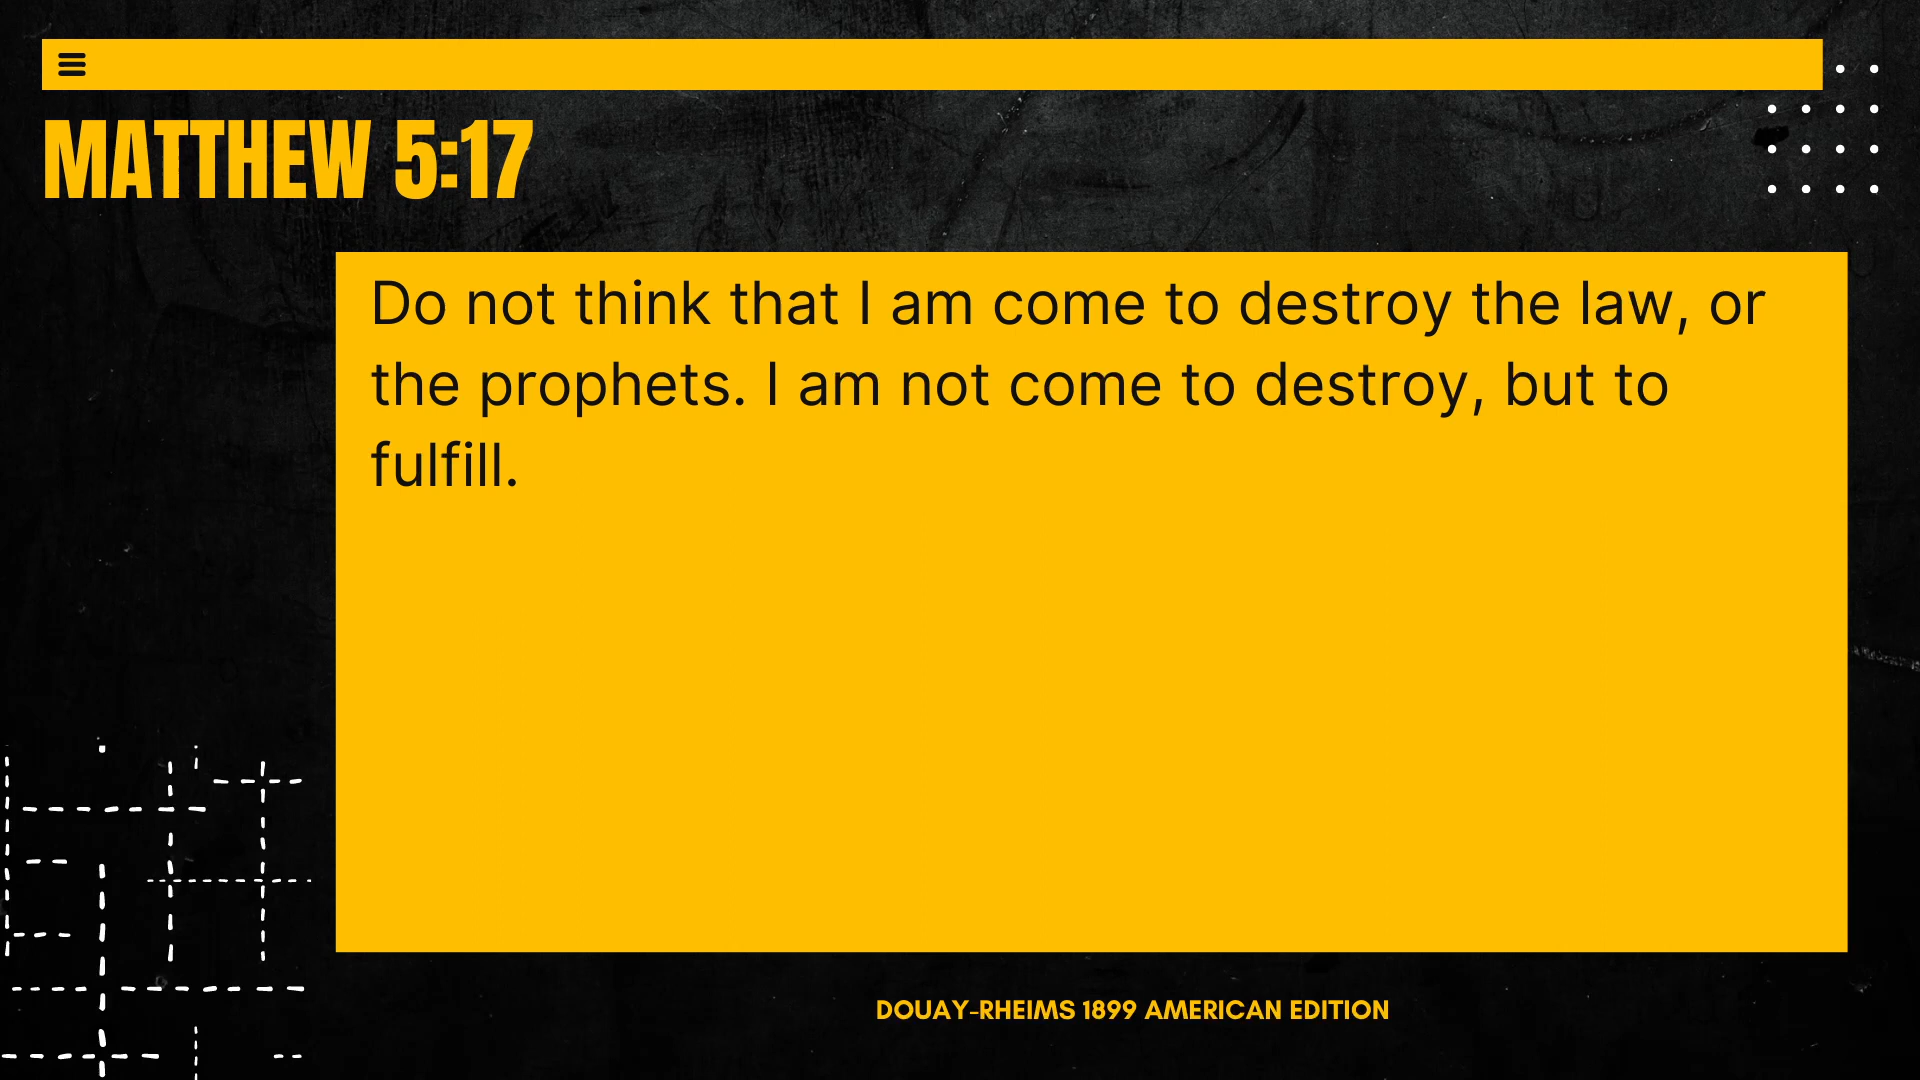 MATTHEW 5:17
Do not think that I am come to destroy the law, or
the prophets. I am not come to destroy, but to
fulfill.
DOUAY-RHEIMS 1899 AMERICAN EDITION